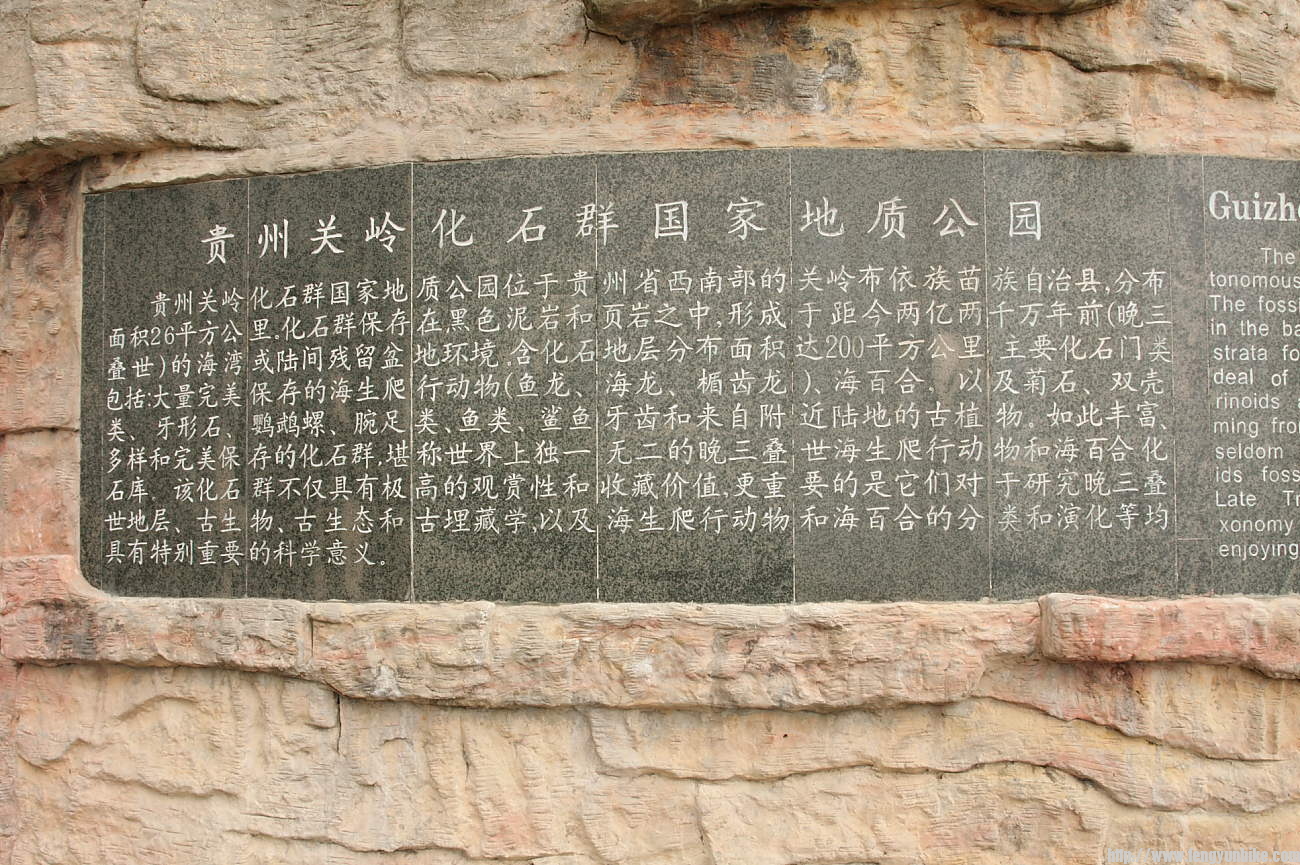 贵州关岭化石群国家地质公园
贵州关岭化石群国家地质公园位于贵州省西南部的关岭布依族苗族自治县,分布
面积26平方公里。化石群保存在黑色泥岩和页岩之中,形成于距今两亿两千万年前(晚三
叠世)的海湾或陆间残留盆地环境,含化石地层分布面积达200平方公里 主要化石门类
包括:大量完美保存的海生爬行动物(鱼龙、海龙、楯齿龙)、海百合、以及菊石、双壳
类、牙形石、鹦鹉螺、腕足类、鱼类、鲨鱼牙齿和来自附近陆地的古植物。如此丰富、
多样和完美保存的化石群,堪称世界上独一无二的晚三叠世海生爬行动物和海百合化
石库。该化石群不仅具有极高的观赏性和收藏价值,更重要的是它们对于研究晚三叠
世地层、古生物、古生态和古埋藏学,以及海生爬行动物和海百合的分类和演化等均
具有特别重要的科学意义。
Guizh
The
tonomous
The fossi
in the ba
strata fo
deal of
rinoids a
ming fro
seldom
ids foss
Late Tr
xonomy
enjoying